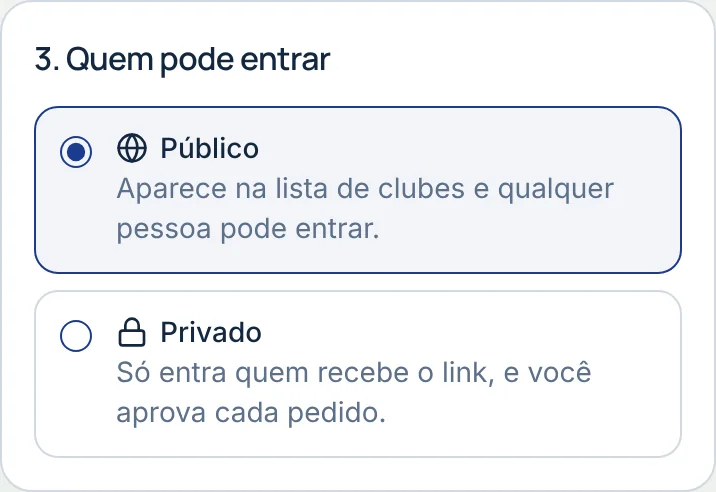 3. Quem pode entrar
Público
Aparece na lista de clubes e qualquer
pessoa pode entrar.
Privado
Só entra quem recebe o link, e você
aprova cada pedido.